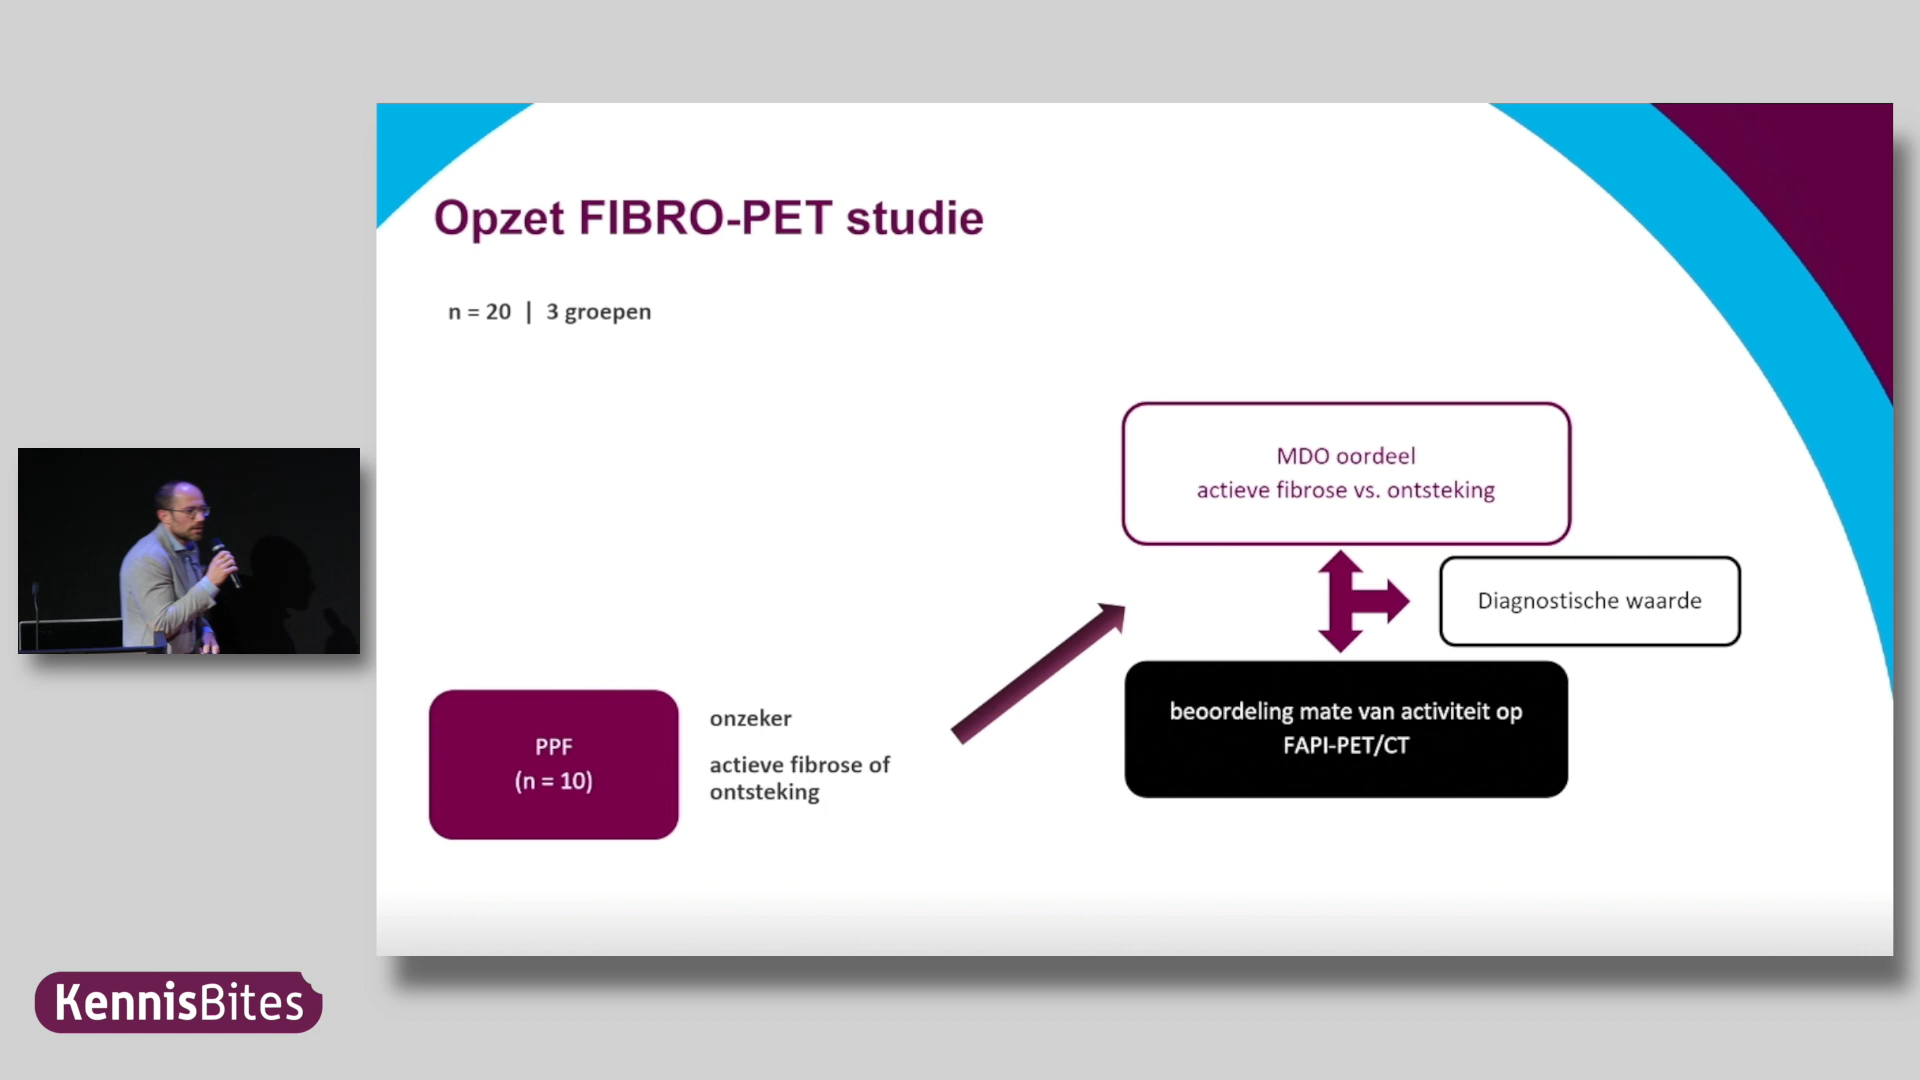 Opzet FIBRO-PET studie
n = 20 | 3 groepen
MDO oordeel
actieve fibrose vs. ontsteking
Diagnostische waarde
beoordeling mate van activiteit op
FAPI-PET/CT
PPF
(n = 10)
onzeker
actieve fibrose of
ontsteking
KennisBites